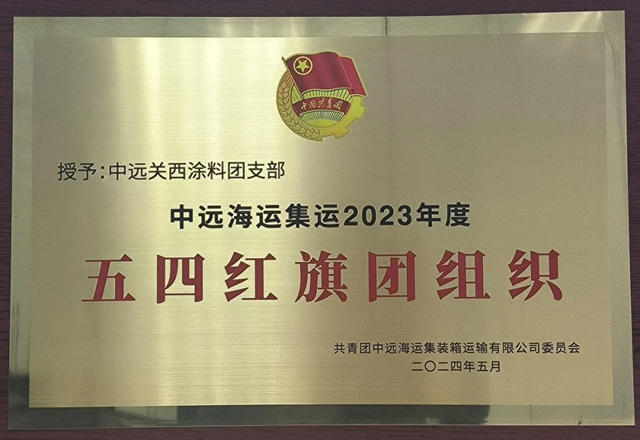 中国共青团
授予：中远关西涂料团支部
中远海运集运2023年度
五四红旗团组织
共青团中远海运集装箱运输有限公司委员会
二〇二四年五月